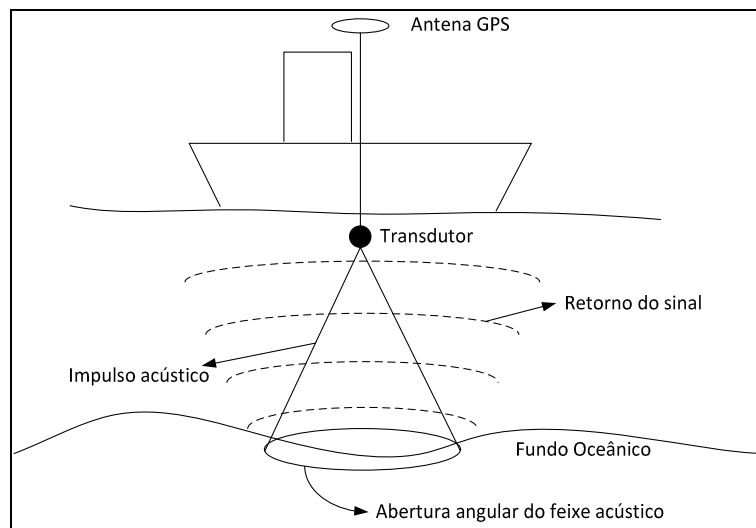 Antena GPS
Transdutor
Retorno do sinal
Impulso acústico
Fundo Oceânico
Abertura angular do feixe acústico